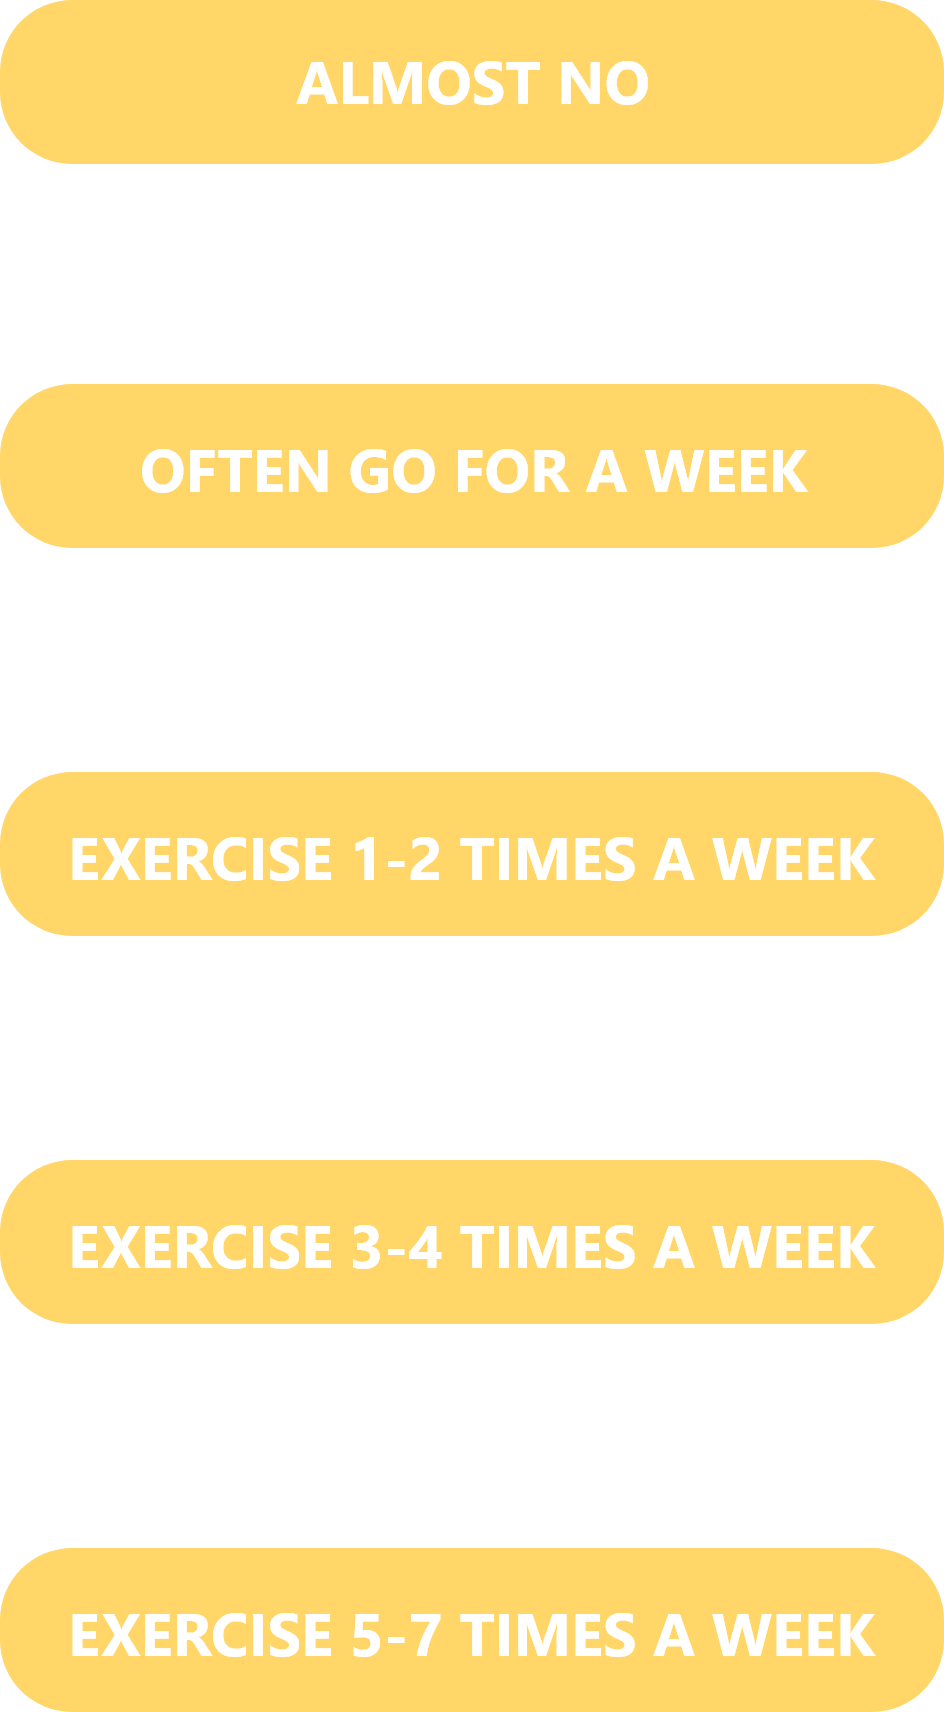 ALMOST NO
OFTEN GO FOR A WEEK
EXERCISE 1-2 TIMES A WEEK
EXERCISE 3-4 TIMES A WEEK
EXERCISE 5-7 TIMES A WEEK